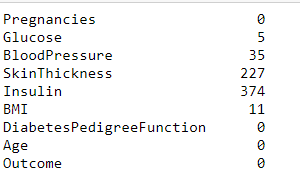 Pregnancies 0
Glucose 5
BloodPressure 35
SkinThickness 227
Insulin 374
BMI 11
DiabetesPedigreeFunction 0
Age 0
Outcome 0